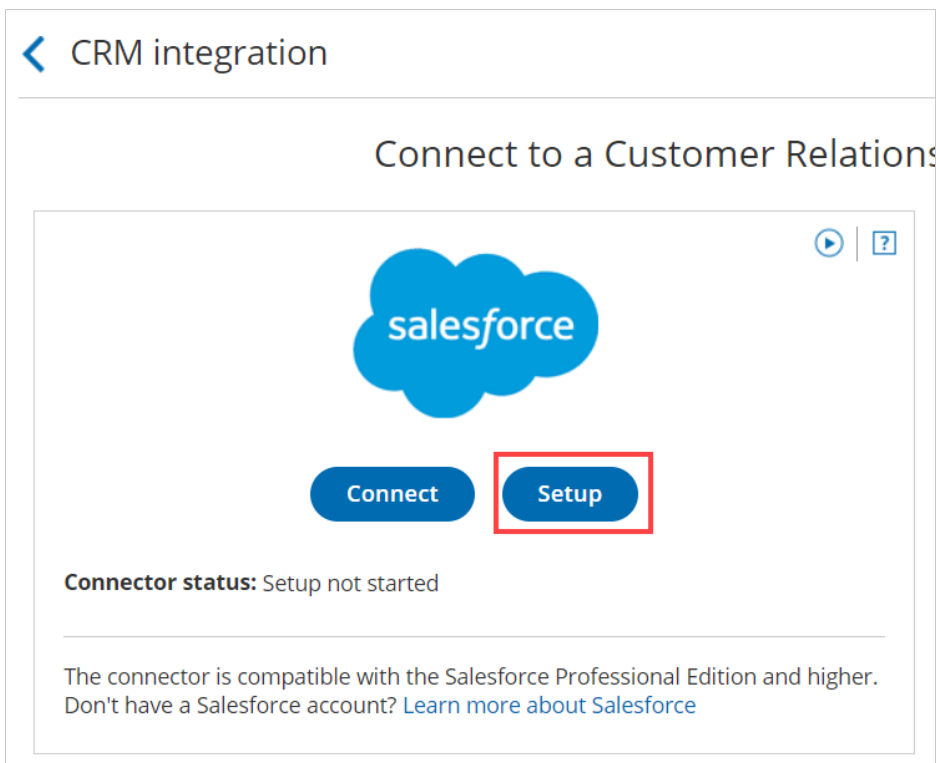 CRM integration
Connect to a Customer Relations
?
salesforce
Connect
Setup
Connector status: Setup not started
The connector is compatible with the Salesforce Professional Edition and higher.
Don't have a Salesforce account? Learn more about Salesforce